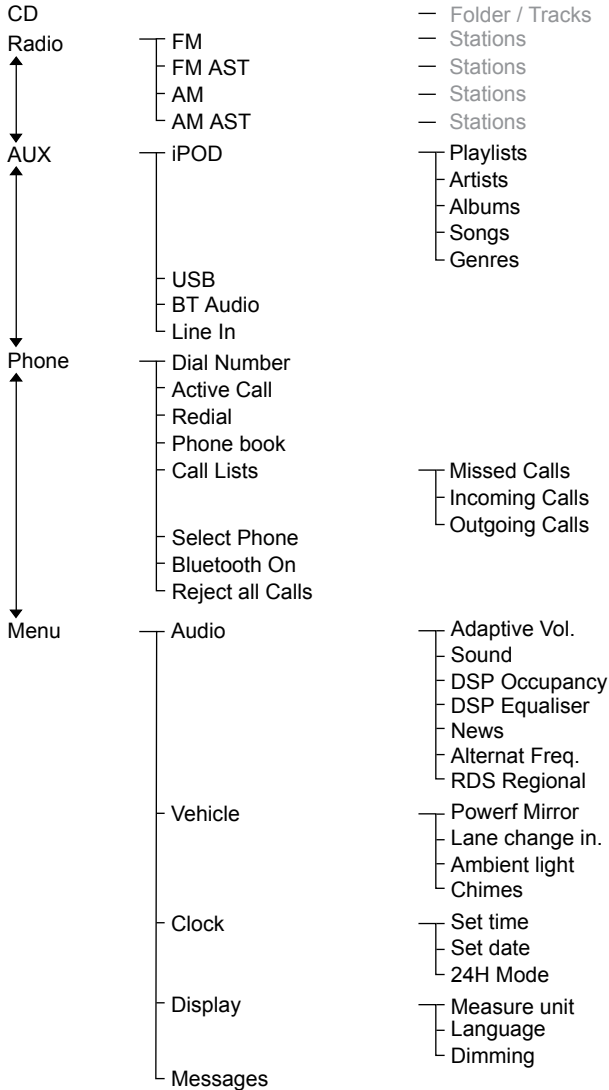 CD — Folder / Tracks
Radio FM — Stations
FM AST — Stations
AM — Stations
AM AST — Stations
AUX iPOD Playlists
Artists
Albums
Songs
Genres
USB
BT Audio
Line In
Phone Dial Number
Active Call
Redial
Phone book
Call Lists Missed Calls
Incoming Calls
Outgoing Calls
Select Phone
Bluetooth On
Reject all Calls
Menu Audio Adaptive Vol.
Sound
DSP Occupancy
DSP Equaliser
News
Alternat Freq.
RDS Regional
Vehicle Powerf Mirror
Lane change in.
Ambient light
Chimes
Clock Set time
Set date
24H Mode
Display Measure unit
Language
Dimming
Messages